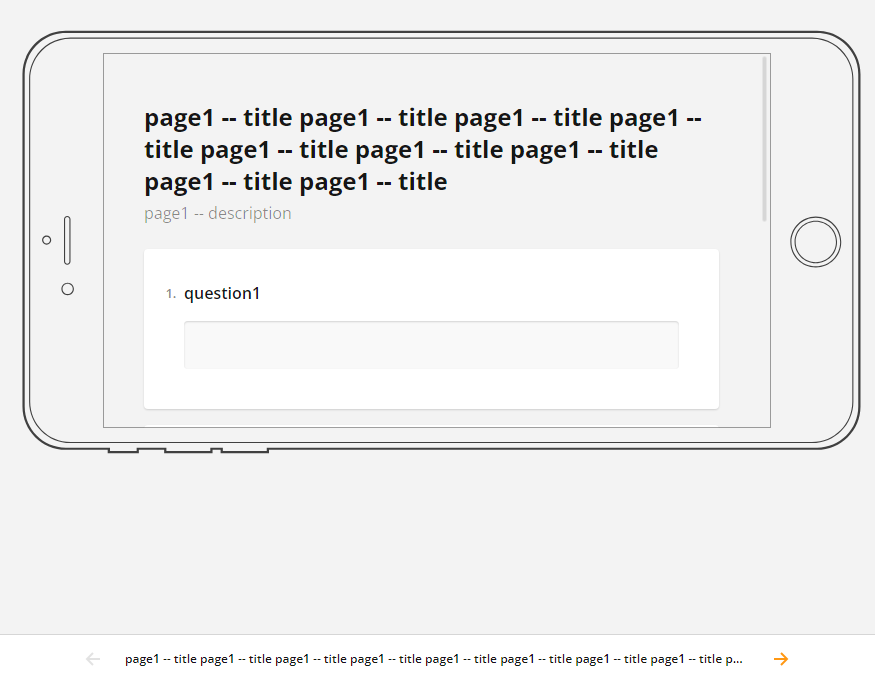 page1 -- title page1 -- title page1 -- title page1 --
title page1 -- title page1 -- title page1 -- title
page1 -- title page1 -- title
page1 -- description
1. question1
page1 -- title page1 -- title page1 -- title page1 -- title page1 -- title page1 -- title page1 -- title page1 -- title p...